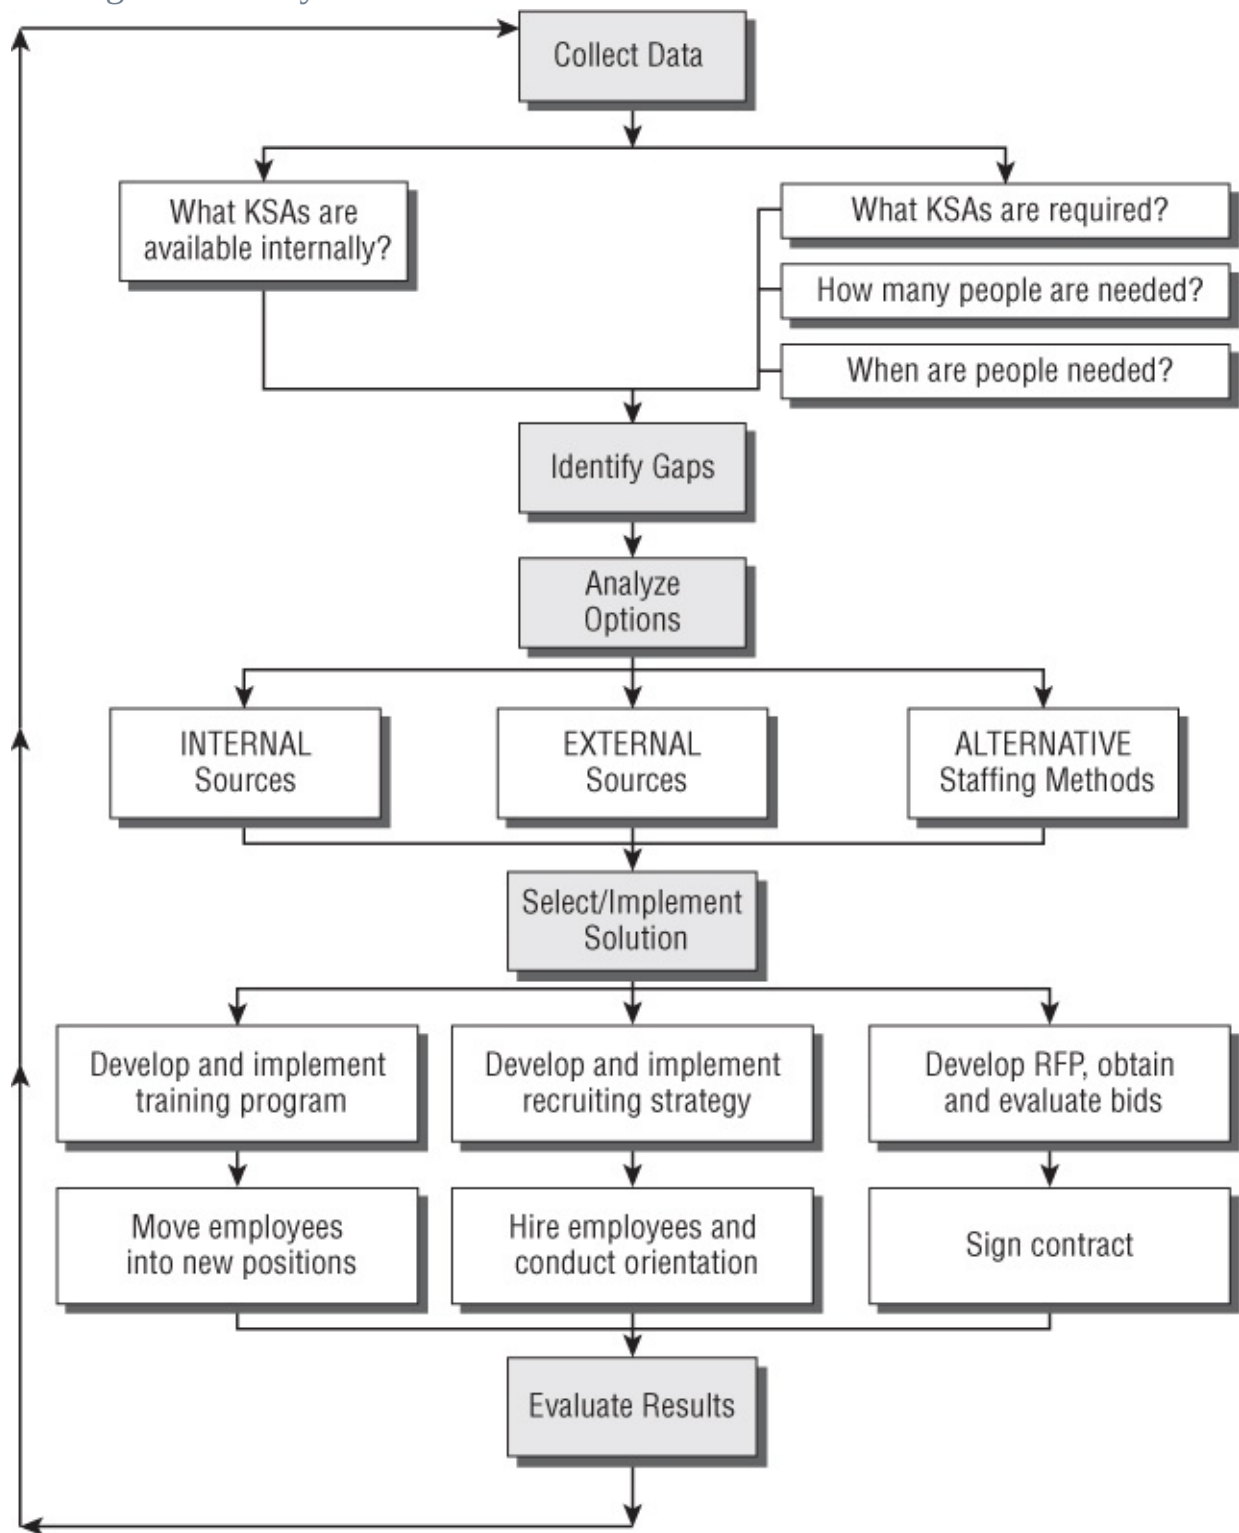 Collect Data
What KSAs are
available internally?
What KSAs are required?
How many people are needed?
When are people needed?
Identify Gaps
Analyze
Options
INTERNAL
Sources
EXTERNAL
Sources
ALTERNATIVE
Staffing Methods
Select/Implement
Solution
Develop and implement
training program
Develop and implement
recruiting strategy
Develop RFP, obtain
and evaluate bids
Move employees
into new positions
Hire employees and
conduct orientation
Sign contract
Evaluate Results